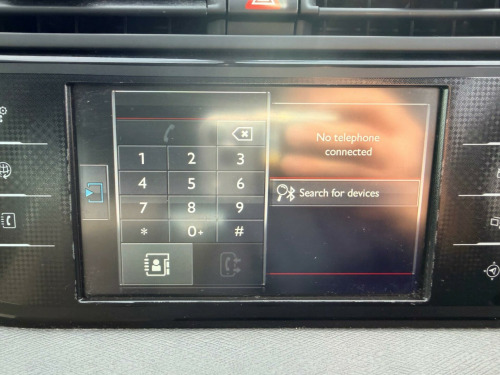 No telephone
connected
1 2 3
4 5 6
Search for devices
7 8 9
* 0+ #